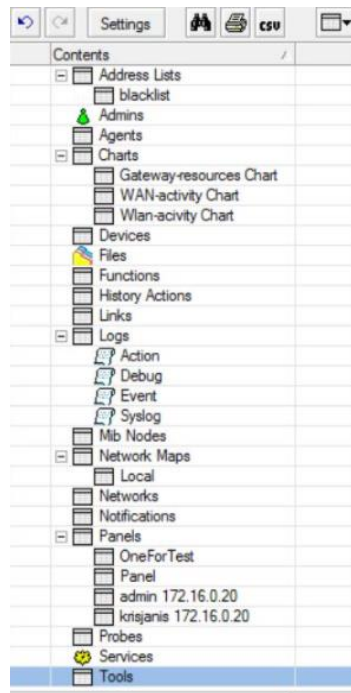 Settings
csv
Contents
Address Lists
blacklist
Admins
Agents
Charts
Gateway-resources Chart
WAN-activity Chart
Wlan-acivity Chart
Devices
Files
Functions
History Actions
Links
Logs
Action
Debug
Event
Syslog
Mib Nodes
Network Maps
Local
Networks
Notifications
Panels
OneForTest
Panel
admin 172.16.0.20
krisjanis 172.16.0.20
Probes
Services
Tools